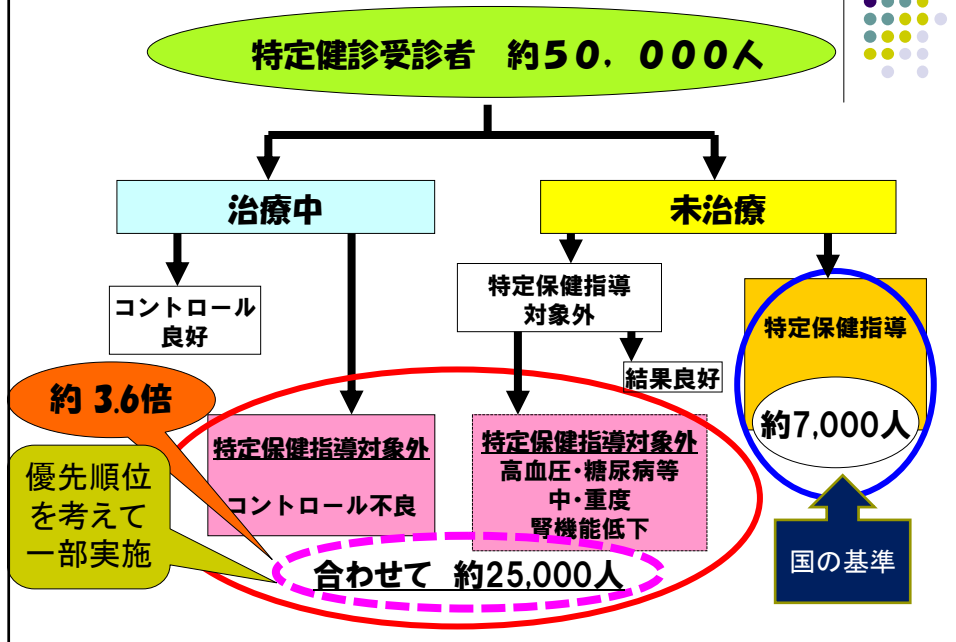 特定健診受診者　約５０，０００人
治療中
未治療
コントロール
良好
特定保健指導
対象外
結果良好
特定保健指導
約7,000人
国の基準
約 3.6倍
優先順位
を考えて
一部実施
特定保健指導対象外
コントロール不良
特定保健指導対象外
高血圧・糖尿病等
中・重度
腎機能低下
合わせて 約25,000人